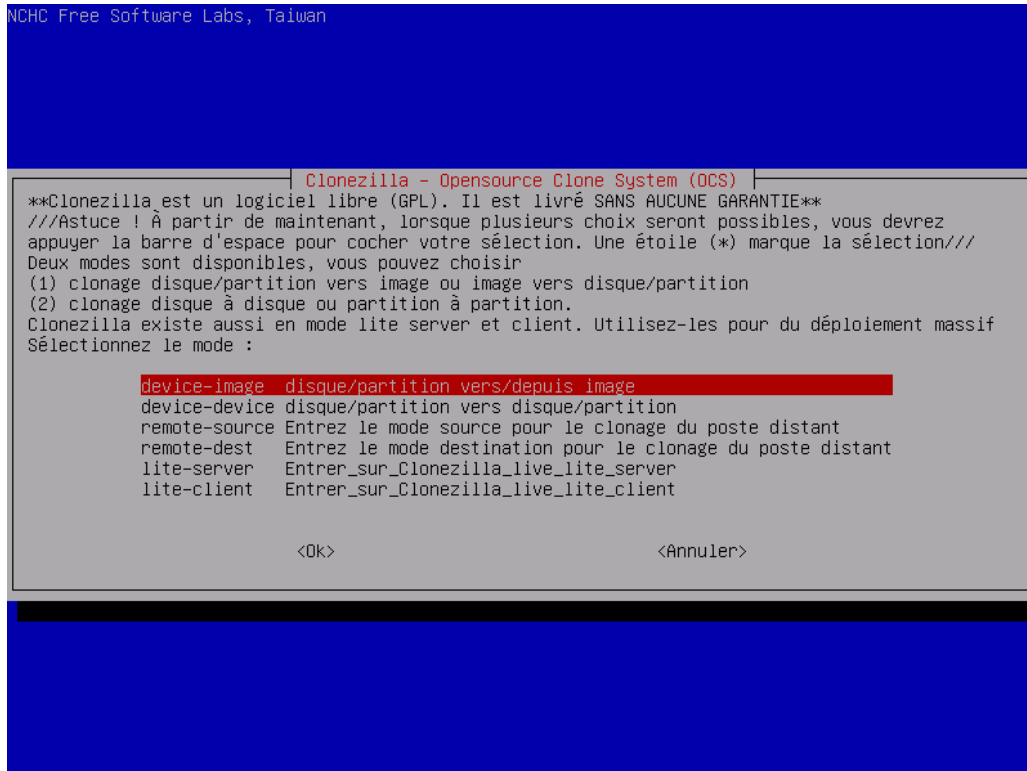 NCHC Free Software Labs, Taiwan
Clonezilla - Opensource Clone System (OCS)
**Clonezilla est un logiciel libre (GPL). Il est livré SANS AUCUNE GARANTIE**
///Astuce ! À partir de maintenant, lorsque plusieurs choix seront possibles, vous devrez
appuyer la barre d'espace pour cocher votre sélection. Une étoile (*) marque la sélection///
Deux modes sont disponibles, vous pouvez choisir
(1) clonage disque/partition vers image ou image vers disque/partition
(2) clonage disque à disque ou partition à partition.
Clonezilla existe aussi en mode lite server et client. Utilisez-les pour du déploiement massif
Sélectionnez le mode :
device-image disque/partition vers/depuis image
device-device disque/partition vers disque/partition
remote-source Entrez le mode source pour le clonage du poste distant
remote-dest Entrez le mode destination pour le clonage du poste distant
lite-server Entrer_sur_Clonezilla_live_lite_server
lite-client Entrer_sur_Clonezilla_live_lite_client
<Ok> <Annuler>